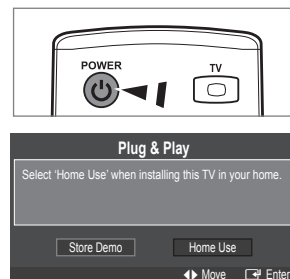 POWER
TV
Plug & Play
Select 'Home Use' when installing this TV in your home.
Store Demo
Home Use
Move
Enter